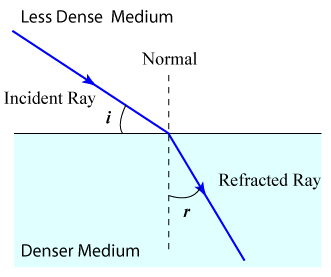 Less Dense Medium
Normal
Incident Ray
i
Refracted Ray
r
Denser Medium